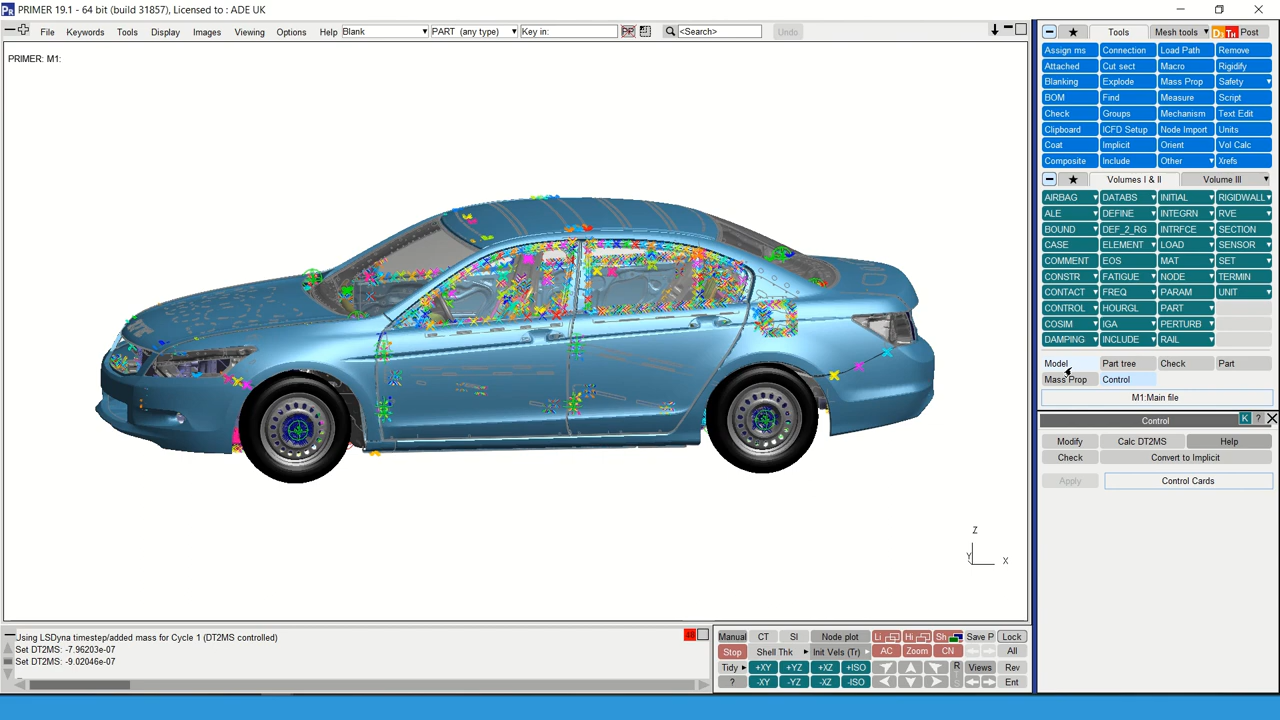 PRIMER 19.1 - 64 bit (build 31857), Licensed to : ADE UK
File Keywords Tools Display Images Viewing Options Help Blank PART (any type) Key in: <Search> Undo
PRIMER: M1:
Tools Mesh tools Post
Assign ms Connection Load Path Remove
Attached Cut sect Macro Rigidify
Blanking Explode Mass Prop Safety
BOM Find Measure Script
Check Groups Mechanism Text Edit
Clipboard ICFD Setup Node Import Units
Coat Implicit Orient Vol Calc
Composite Include Other Xrefs
Volumes I & II Volume III
AIRBAG DATABS INITIAL RIGIDWALL
ALE DEFINE INTEGRN RVE
BOUND DEF_2_RG INTRFCE SECTION
CASE ELEMENT LOAD SENSOR
COMMENT EOS MAT SET
CONSTR FATIGUE NODE TERMIN
CONTACT FREQ PARAM UNIT
CONTROL HOURGL PART
COSIM IGA PERTURB
DAMPING INCLUDE RAIL
Model Part tree Check Part
Mass Prop Control
M1:Main file
Control K ?
Modify Calc DT2MS Help
Check Convert to Implicit
Apply Control Cards
Z
Y X
Using LSDyna timestep/added mass for Cycle 1 (DT2MS controlled)
Set DT2MS: -7.96203e-07
Set DT2MS: -9.02046e-07
Manual CT SI Node plot Li Hi Sh Save P Lock
Stop Shell Thk Init Vels (Tr) AC Zoom CN All
Tidy +XY +YZ +XZ +ISO R Views Rev
? -XY -YZ -XZ -ISO Ent